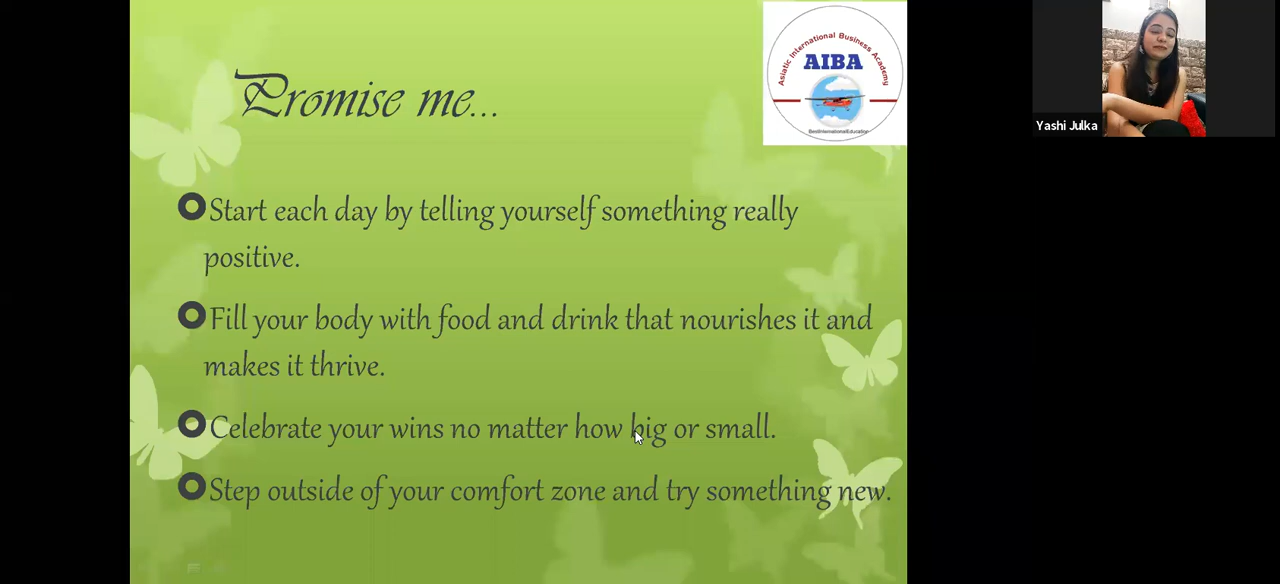 Promise me...
Asiatic International Business Academy
AIBA
BestInternationalEducation
Yashi Julka
Start each day by telling yourself something really
positive.
Fill your body with food and drink that nourishes it and
makes it thrive.
Celebrate your wins no matter how big or small.
Step outside of your comfort zone and try something new.